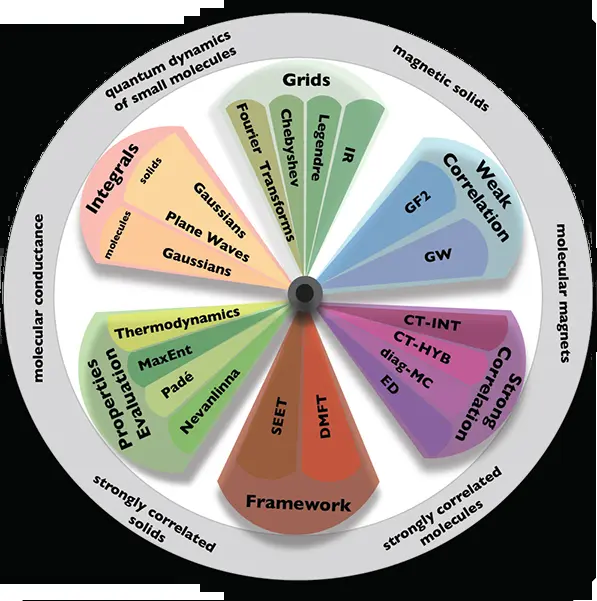 quantum dynamics
of small molecules
magnetic solids
molecular magnets
strongly correlated
molecules
strongly correlated
solids
molecular conductance
Grids
Fourier
Transforms
Chebyshev
Legendre
IR
Weak
Correlation
GF2
GW
Strong
Correlation
CT-INT
CT-HYB
diag-MC
ED
Framework
SEET
DMFT
Properties
Evaluation
Thermodynamics
MaxEnt
Padé
Nevanlinna
Integrals
solids
molecules
Gaussians
Plane Waves
Gaussians